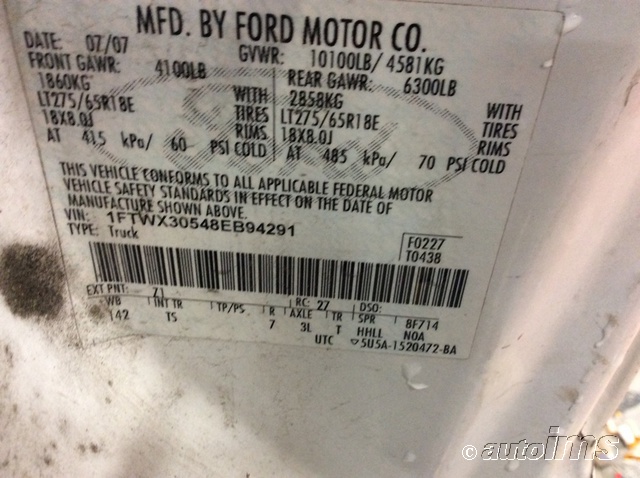 MFD. BY FORD MOTOR CO.
DATE: 07/07 GVWR: 10100LB/ 4581KG
FRONT GAWR: 4100LB REAR GAWR: 6300LB
1860KG WITH 2858KG WITH
LT275/65R18E TIRES LT275/65R18E TIRES
18X8.0J RIMS 18X8.0J RIMS
AT 415 kPa/ 60 PSI COLD AT 485 kPa/ 70 PSI COLD
THIS VEHICLE CONFORMS TO ALL APPLICABLE FEDERAL MOTOR
VEHICLE SAFETY STANDARDS IN EFFECT ON THE DATE OF
MANUFACTURE SHOWN ABOVE.
VIN: 1FTWX30548EB94291
TYPE: Truck
F0227
T0438
EXT PNT: Z1 RC: 27 DSO:
WB INT TR TP/PS R AXLE TR SPR 8F714
142 TS 7 3L T HHLL N0A
UTC 5U5A-1520472-BA
© autoims